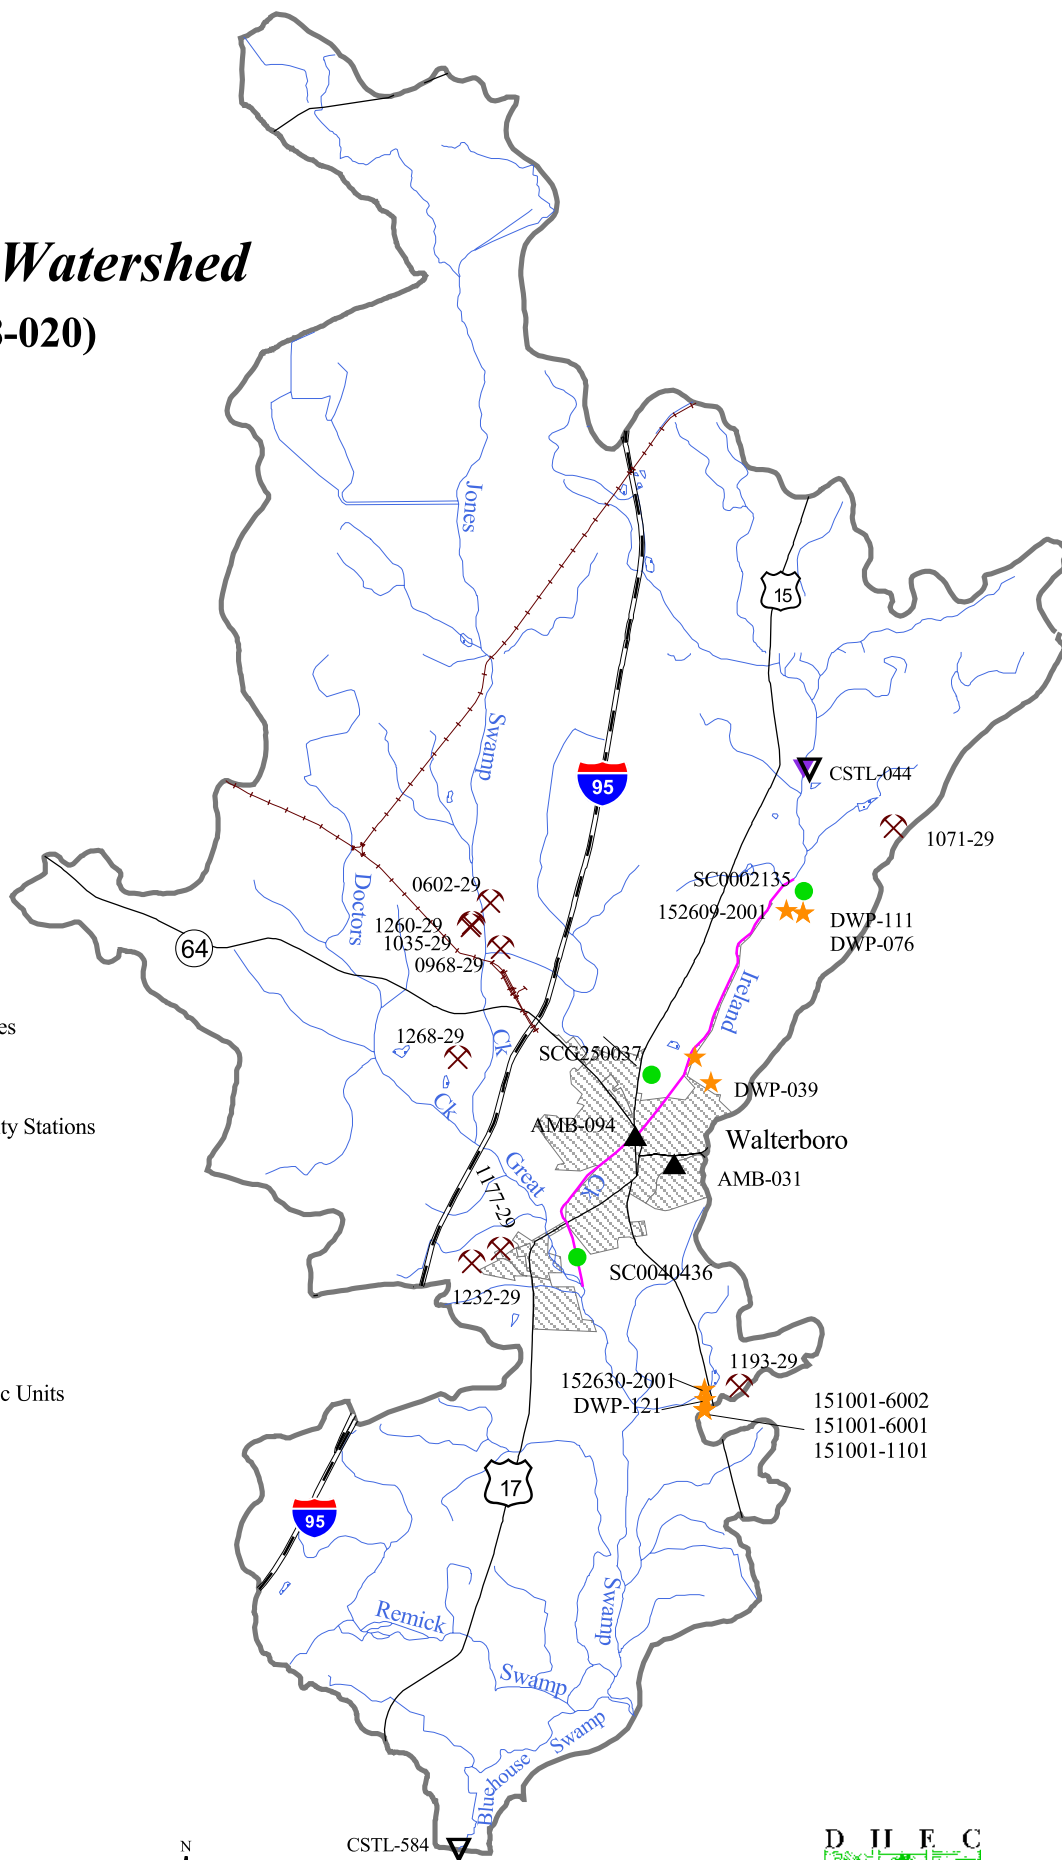 Watershed
3-020)
Jones
15
Swamp
95
CSTL-044
1071-29
SC0002135
0602-29
152609-2001
DWP-111
DWP-076
1260-29
1035-29
0968-29
Doctors
64
Ireland
es
1268-29
Ck
SCG250037
DWP-039
Ck
AMB-094
ty Stations
Walterboro
Great
AMB-031
1177-29
Ck
SC0040436
1232-29
1193-29
152630-2001
c Units
DWP-121
151001-6002
151001-6001
151001-1101
17
95
Swamp
Remick
Swamp
Swamp
Bluehouse
CSTL-584
N
D H E C